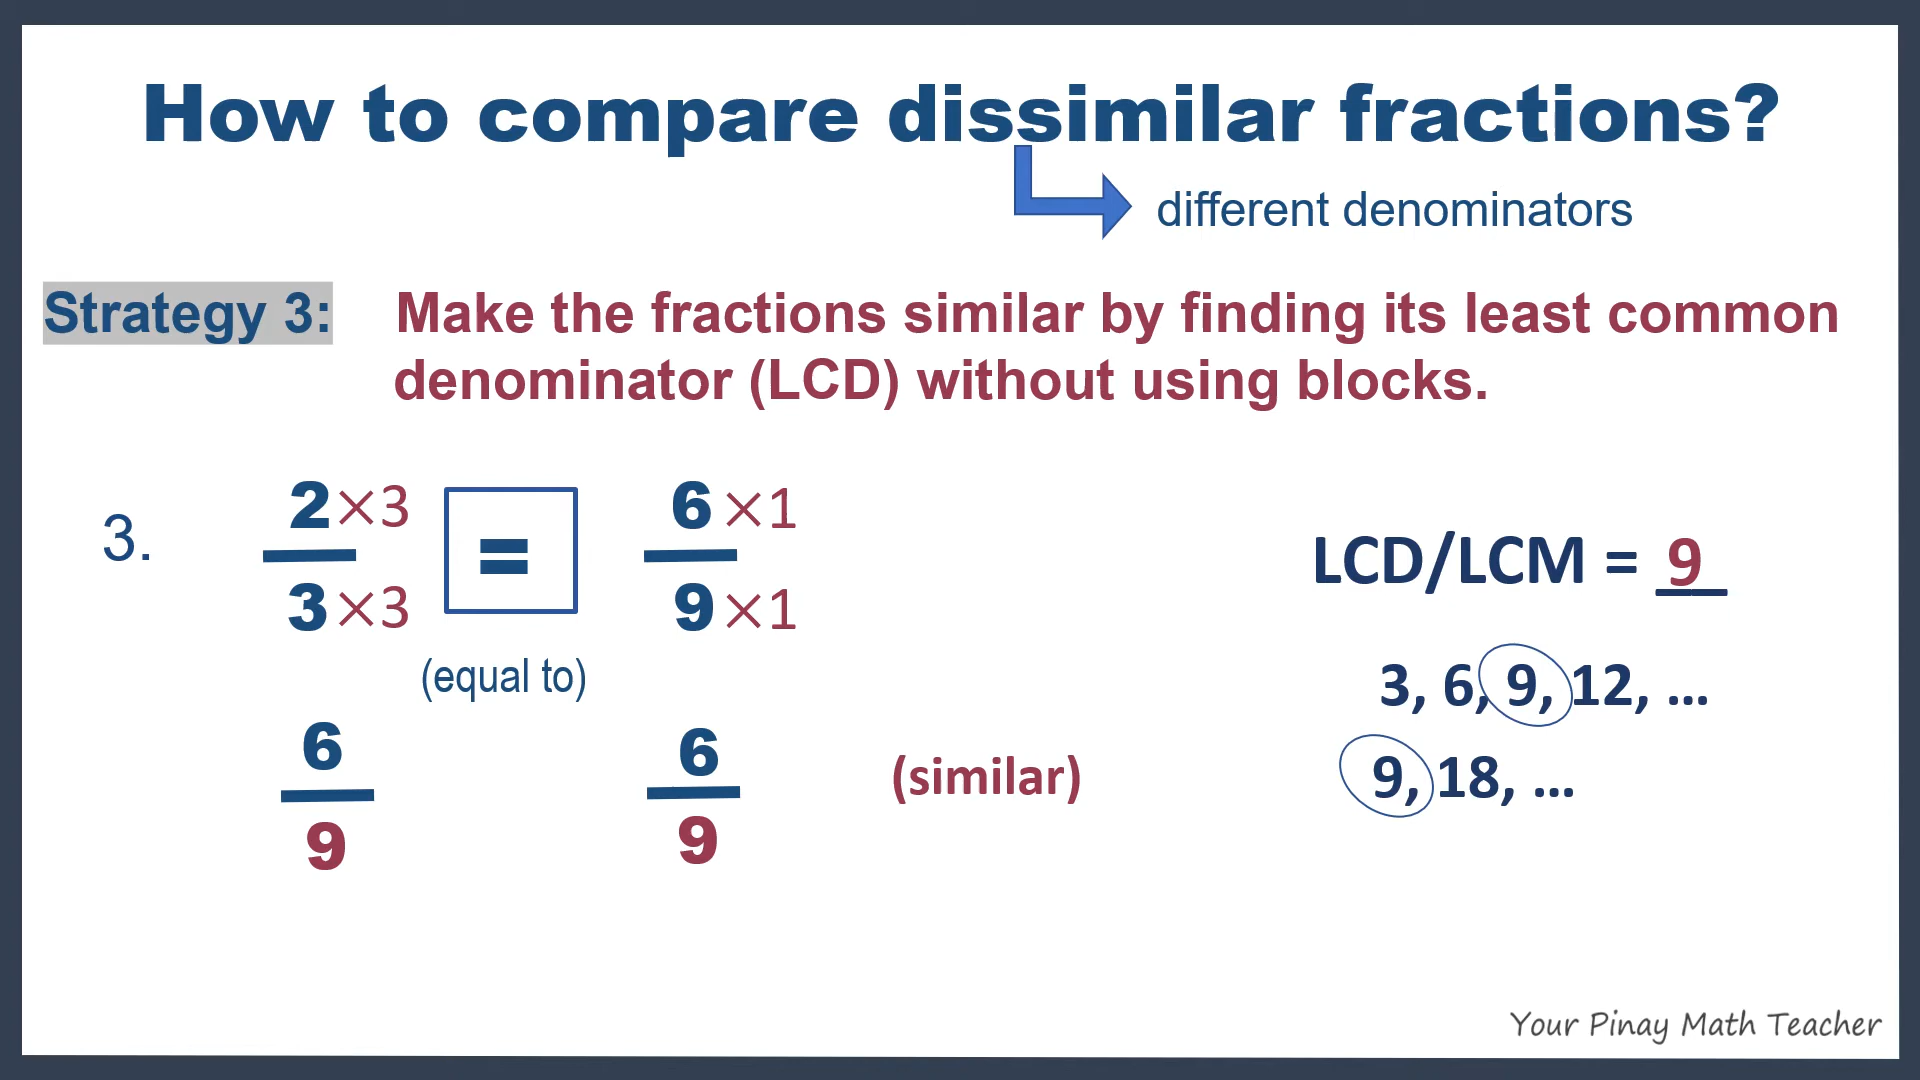 How to compare dissimilar fractions?
different denominators
Strategy 3: Make the fractions similar by finding its least common
denominator (LCD) without using blocks.
3. 2×3 = 6×1
3×3 9×1
(equal to)
LCD/LCM = 9
3, 6, 9, 12, ...
9, 18, ...
6 6
9 9
(similar)
Your Pinay Math Teacher